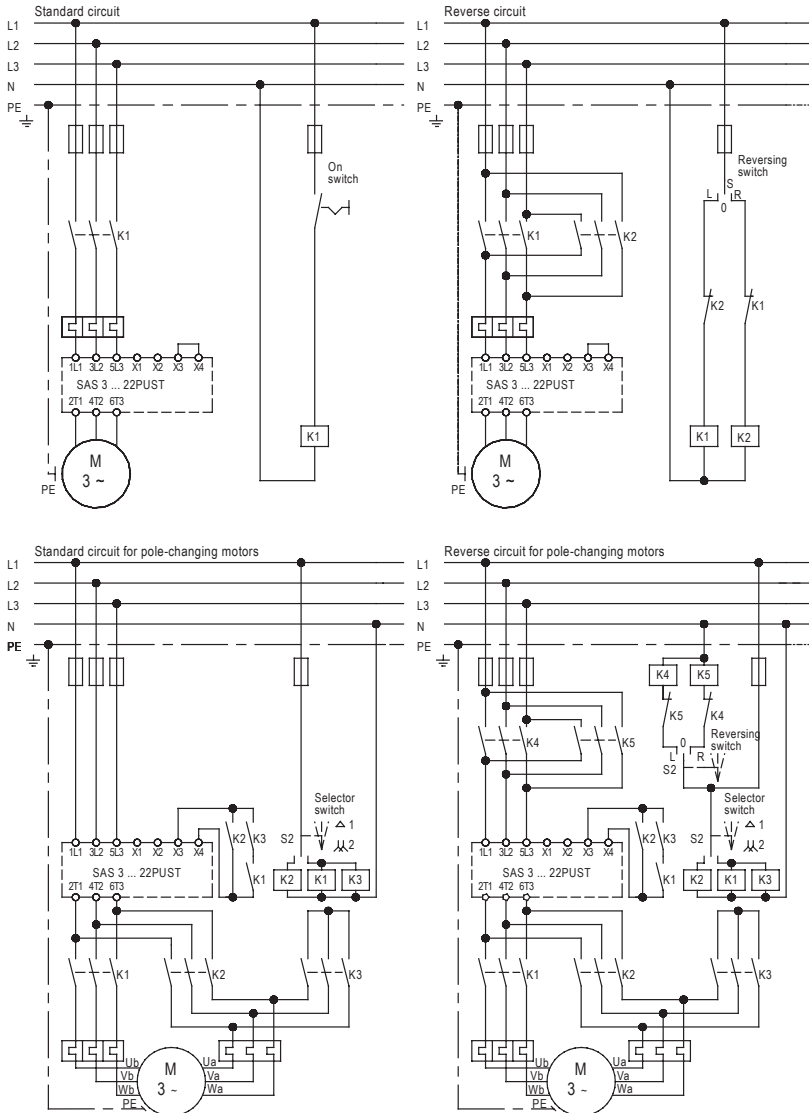 Standard circuit
L1
L2
L3
N
PE
On
switch
K1
1L1 3L2 5L3 X1 X2 X3 X4
SAS 3 ... 22PUST
2T1 4T2 6T3
K1
M
3 ~
PE
Reverse circuit
L1
L2
L3
N
PE
Reversing
switch
S
L R
0
K1 K2
K2 K1
1L1 3L2 5L3 X1 X2 X3 X4
SAS 3 ... 22PUST
2T1 4T2 6T3
K1 K2
M
3 ~
PE
Standard circuit for pole-changing motors
L1
L2
L3
N
PE
Selector
switch
1
S2
2
K2 K3
1L1 3L2 5L3 X1 X2 X3 X4
SAS 3 ... 22PUST
K1
K2 K1 K3
2T1 4T2 6T3
K1 K2 K3
Ub Ua
M
Vb Va
3 ~
Wb Wa
PE
Reverse circuit for pole-changing motors
L1
L2
L3
N
PE
K4 K5
K5 K4
K4 K5
Reversing
switch
L 0 R
S2
Selector
switch
1
S2
2
K2 K3
1L1 3L2 5L3 X1 X2 X3 X4
SAS 3 ... 22PUST
K1
K2 K1 K3
2T1 4T2 6T3
K1 K2 K3
Ub Ua
M
Vb Va
3 ~
Wb Wa
PE